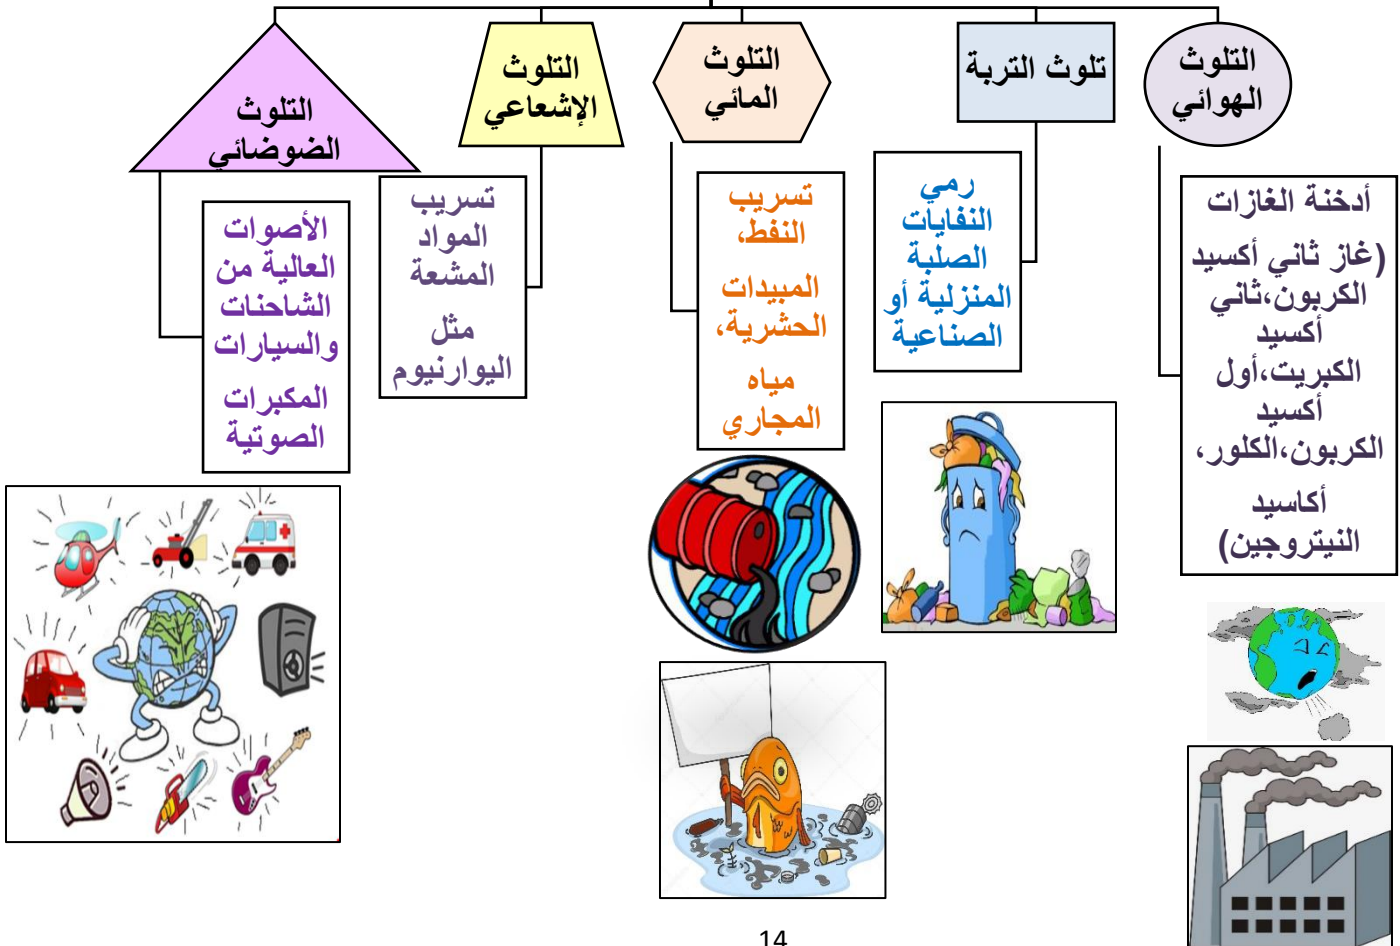 التلوث
الهوائي
أدخنة الغازات
(غاز ثاني أكسيد
الكربون،ثاني
أكسيد
الكبريت،أول
أكسيد
الكربون،الكلور،
أكاسيد
النيتروجين)
تلوث التربة
رمي
النفايات
الصلبة
المنزلية أو
الصناعية
التلوث
المائي
تسريب
النفط،
المبيدات
الحشرية،
مياه
المجاري
التلوث
الإشعاعي
تسريب
المواد
المشعة
مثل
اليوارنيوم
التلوث
الضوضائي
الأصوات
العالية من
الشاحنات
والسيارات
المكبرات
الصوتية
14